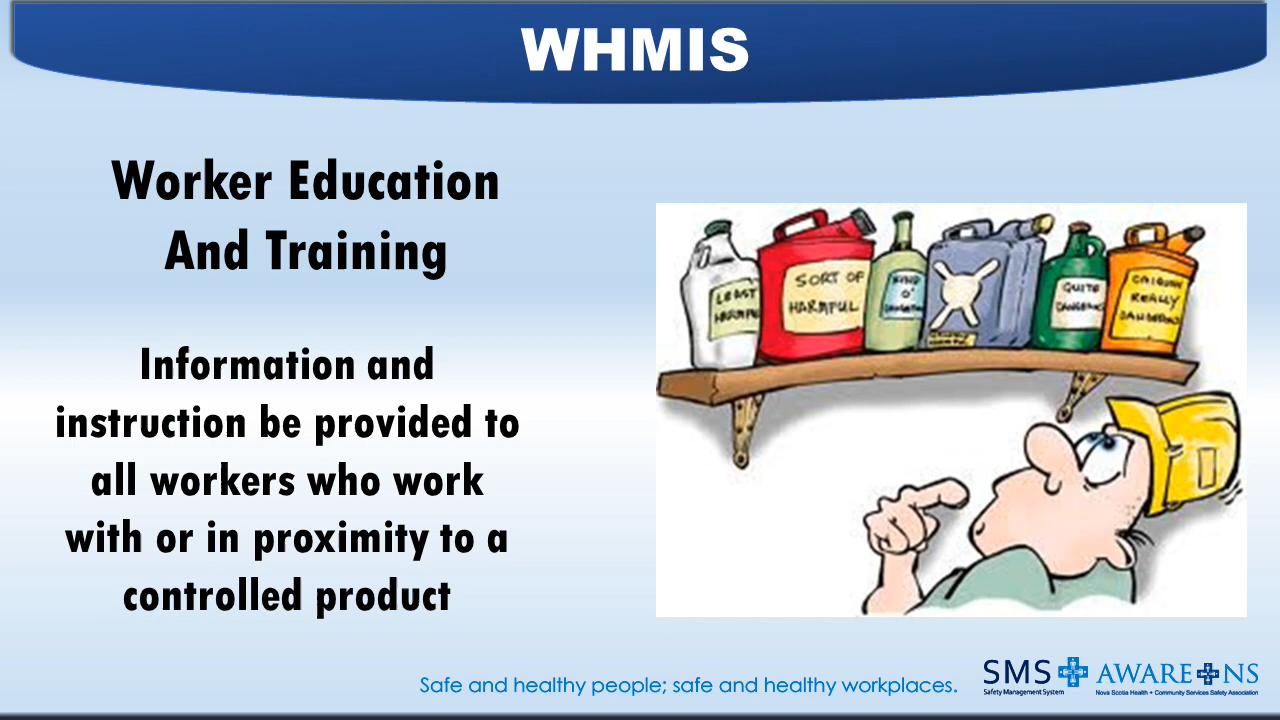 WHMIS
Worker Education
And Training
Information and
instruction be provided to
all workers who work
with or in proximity to a
controlled product
LEAST
HARMFUL
SORT OF
HARMFUL
KIND
O'
QUITE
DANGEROUS
REALLY
DANGEROUS
Safe and healthy people; safe and healthy workplaces.
SMS
Safety Management System
AWARE NS
Nova Scotia Health + Community Services Safety Association